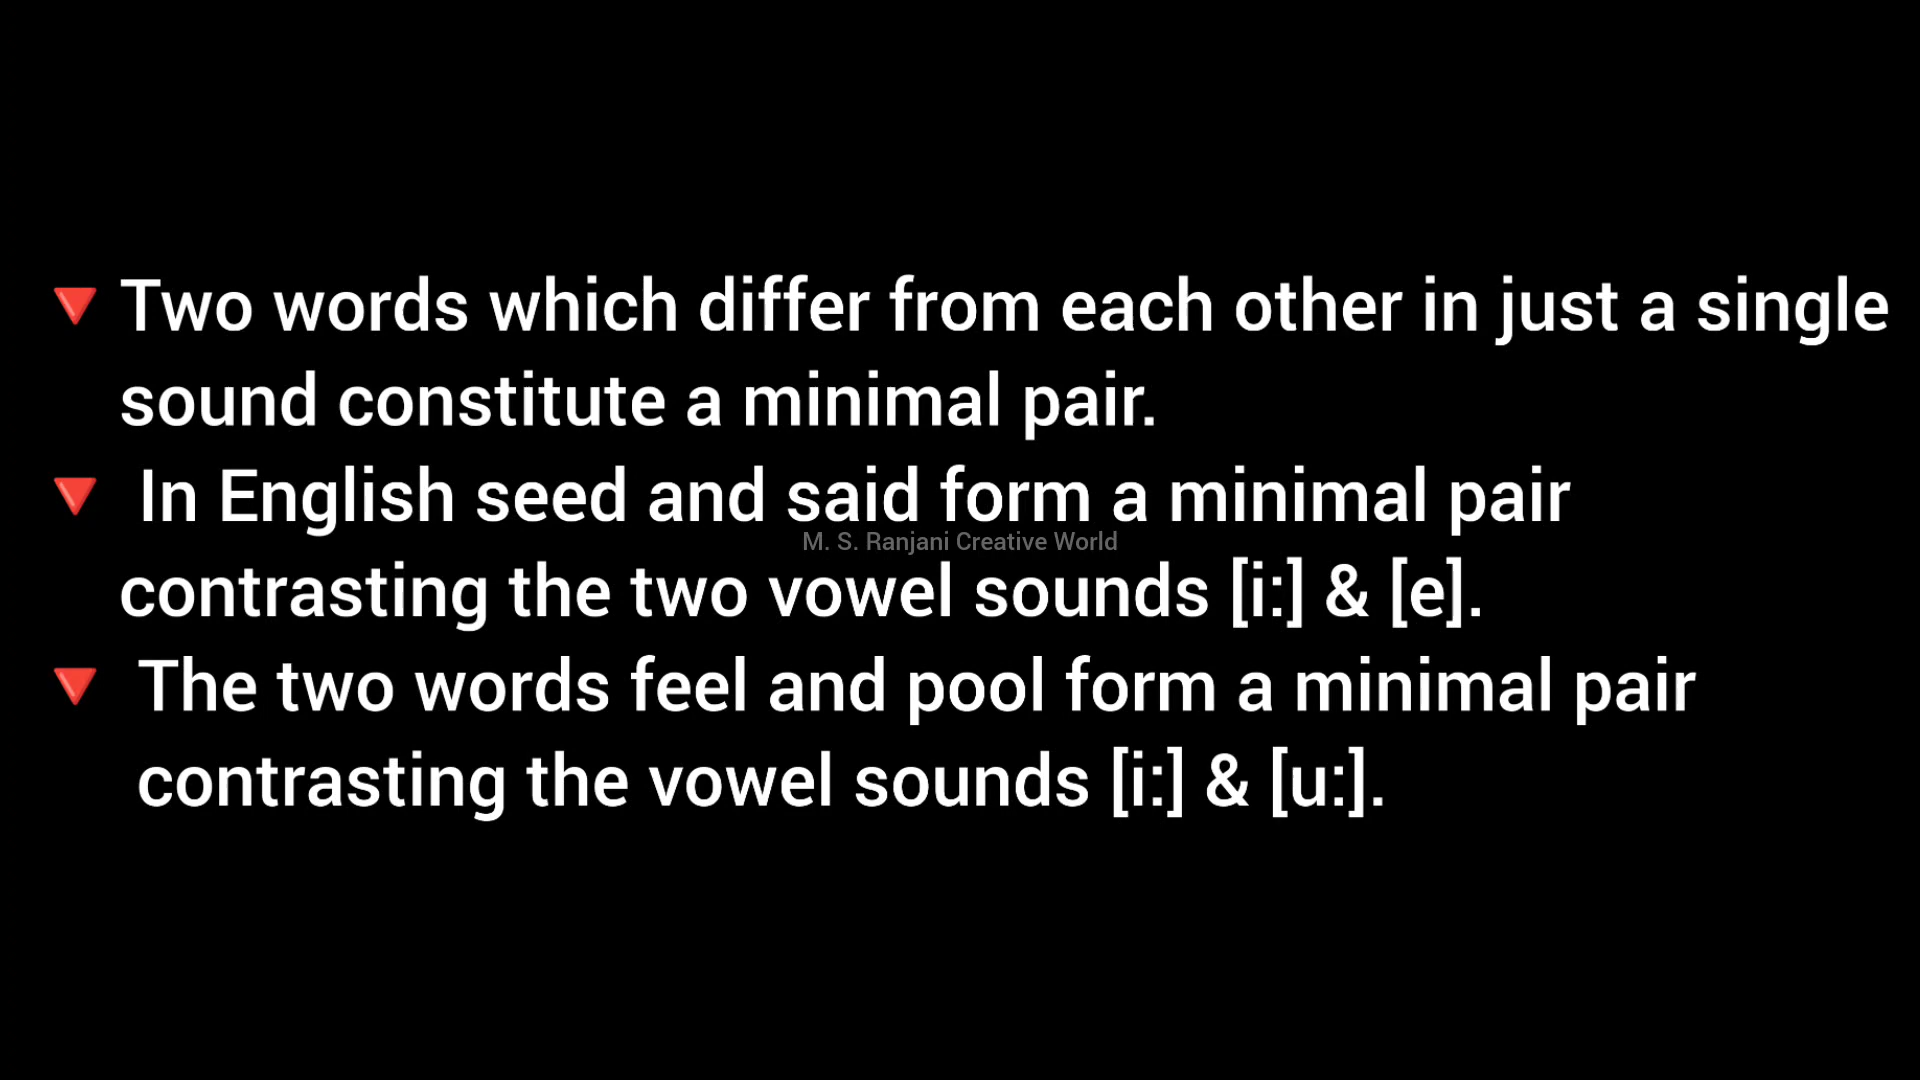 🔻Two words which differ from each other in just a single
sound constitute a minimal pair.
🔻 In English seed and said form a minimal pair
M. S. Ranjani Creative World
contrasting the two vowel sounds [i:] & [e].
🔻 The two words feel and pool form a minimal pair
contrasting the vowel sounds [i:] & [u:].